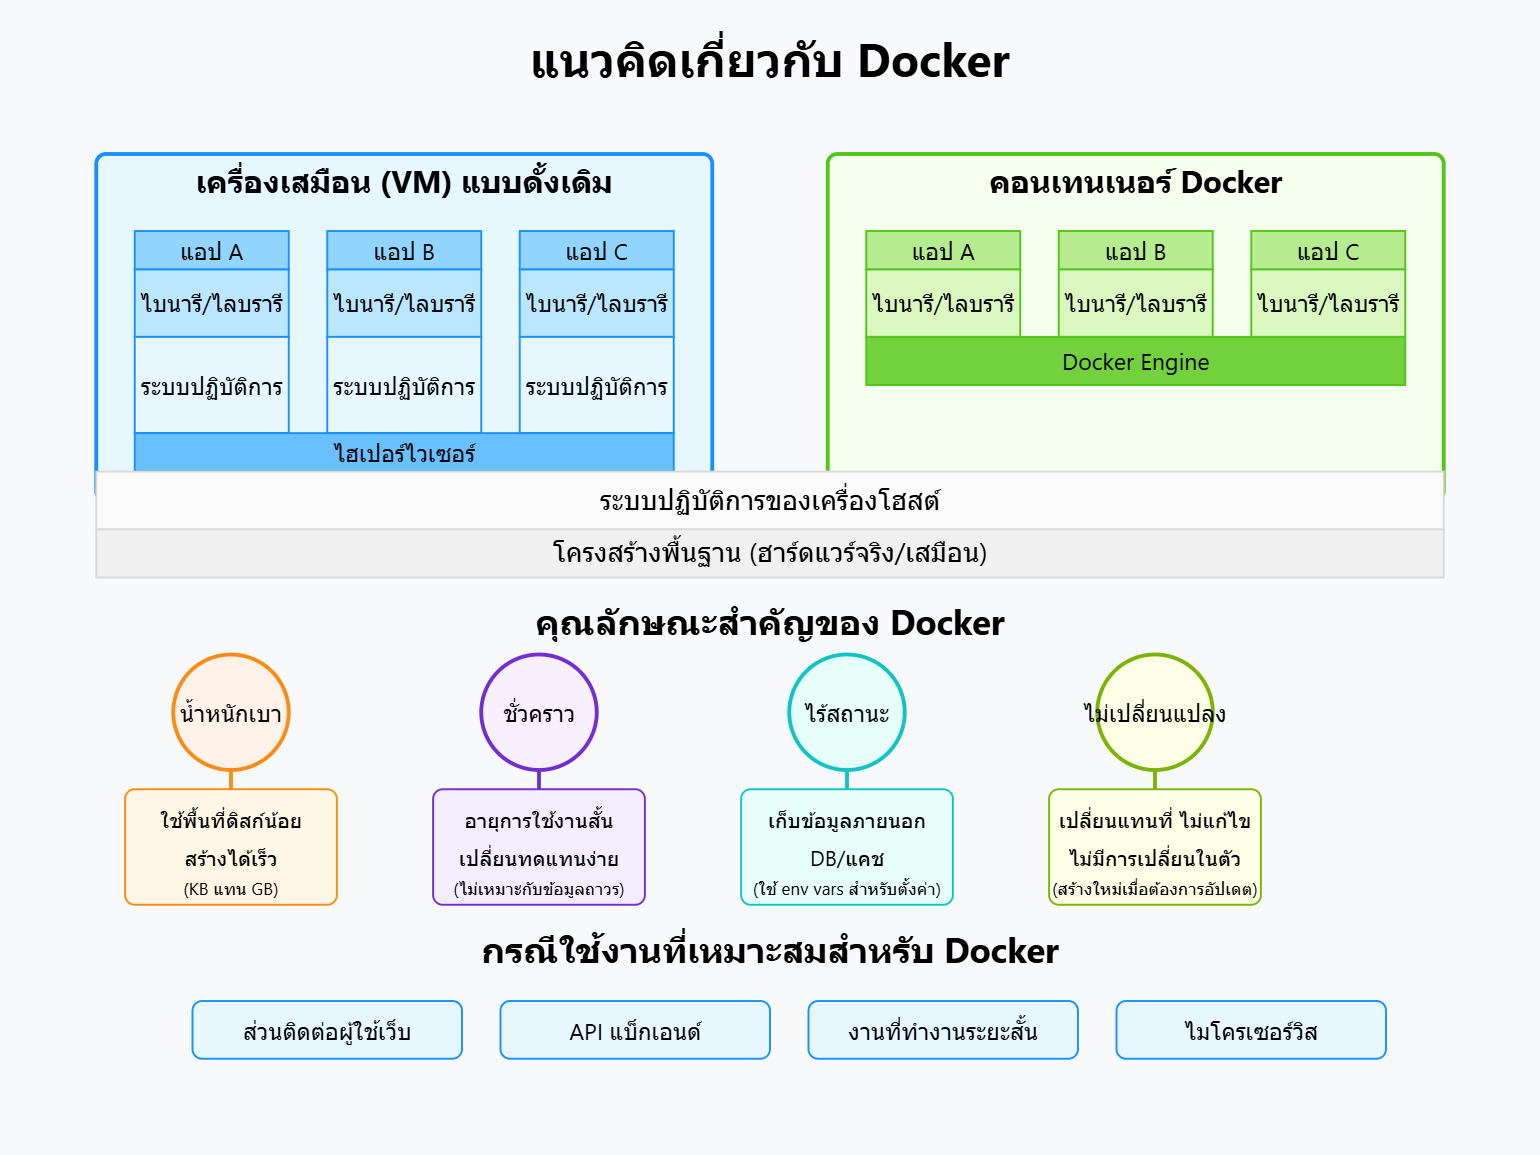 แนวคิดเกี่ยวกับ Docker
เครื่องเสมือน (VM) แบบดั้งเดิม
แอป A
แอป B
แอป C
ไบนารี/ไลบรารี
ไบนารี/ไลบรารี
ไบนารี/ไลบรารี
ระบบปฏิบัติการ
ระบบปฏิบัติการ
ระบบปฏิบัติการ
ไฮเปอร์ไวเซอร์
คอนเทนเนอร์ Docker
แอป A
แอป B
แอป C
ไบนารี/ไลบรารี
ไบนารี/ไลบรารี
ไบนารี/ไลบรารี
Docker Engine
ระบบปฏิบัติการของเครื่องโฮสต์
โครงสร้างพื้นฐาน (ฮาร์ดแวร์จริง/เสมือน)
คุณลักษณะสำคัญของ Docker
น้ำหนักเบา
ใช้พื้นที่ดิสก์น้อย
สร้างได้เร็ว
(KB แทน GB)
ชั่วคราว
อายุการใช้งานสั้น
เปลี่ยนทดแทนง่าย
(ไม่เหมาะกับข้อมูลถาวร)
ไร้สถานะ
เก็บข้อมูลภายนอก
DB/แคช
(ใช้ env vars สำหรับตั้งค่า)
ไม่เปลี่ยนแปลง
เปลี่ยนแทนที่ ไม่แก้ไข
ไม่มีการเปลี่ยนในตัว
(สร้างใหม่เมื่อต้องการอัปเดต)
กรณีใช้งานที่เหมาะสมสำหรับ Docker
ส่วนติดต่อผู้ใช้เว็บ
API แบ็กเอนด์
งานที่ทำงานระยะสั้น
ไมโครเซอร์วิส